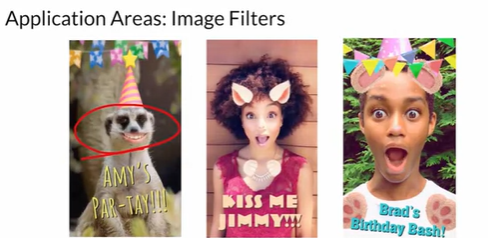 Application Areas: Image Filters
AMY'S
PAR-TAY!!!
KISS ME
JIMMY!!!
Brad's
Birthday Bash!